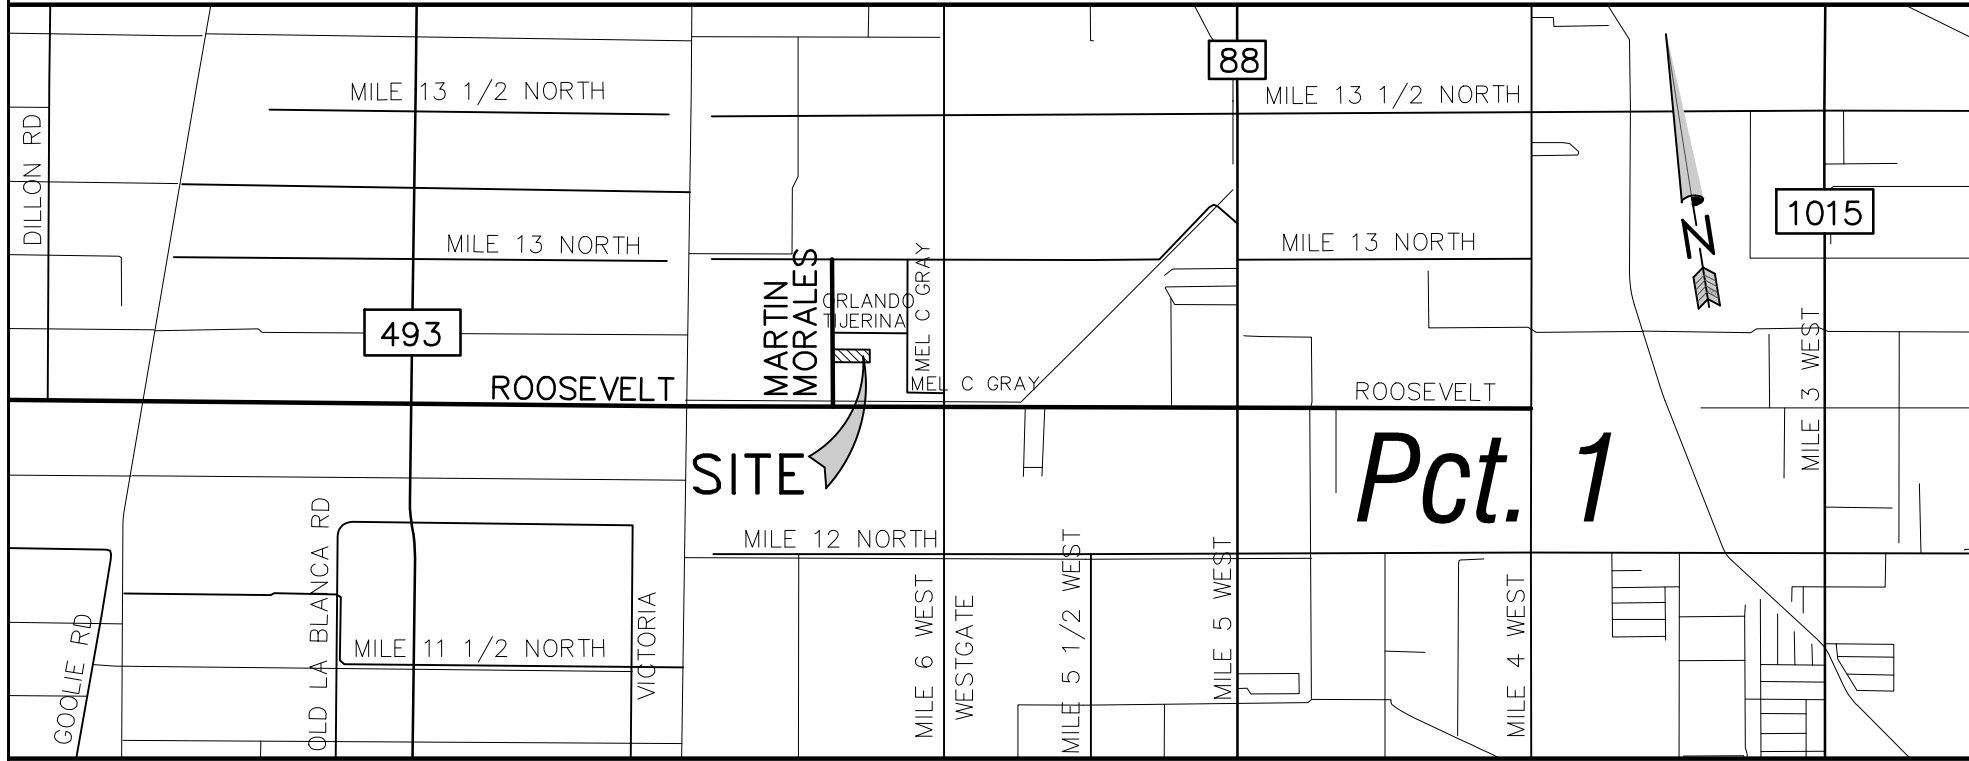 88
MILE 13 1/2 NORTH
MILE 13 1/2 NORTH
DILLON RD
1015
N
MILE 13 NORTH
MILE 13 NORTH
MARTIN
MORALES
ORLANDO
TIJERINA
MEL C GRAY
493
MILE 3 WEST
ROOSEVELT
MEL C GRAY
ROOSEVELT
SITE
Pct. 1
MILE 12 NORTH
OLD LA BLANCA RD
GOOLIE RD
MILE 11 1/2 NORTH
VICTORIA
MILE 6 WEST
WESTGATE
MILE 5 1/2 WEST
MILE 5 WEST
MILE 4 WEST